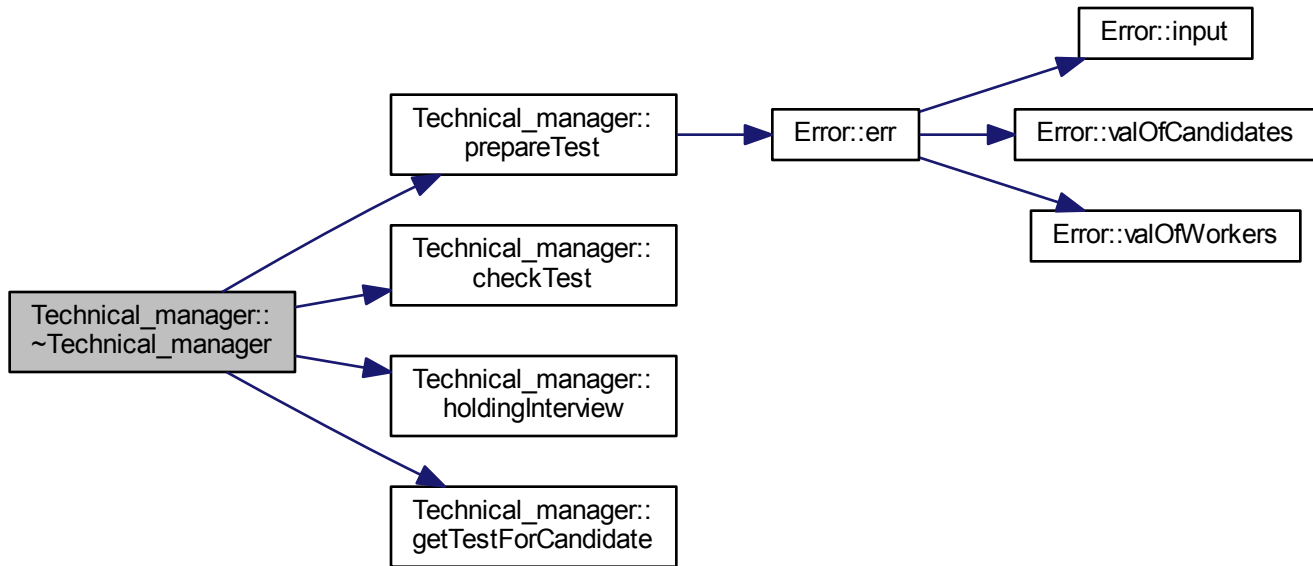 Technical_manager::
~Technical_manager
Technical_manager::
prepareTest
Technical_manager::
checkTest
Technical_manager::
holdingInterview
Technical_manager::
getTestForCandidate
Error::err
Error::input
Error::valOfCandidates
Error::valOfWorkers